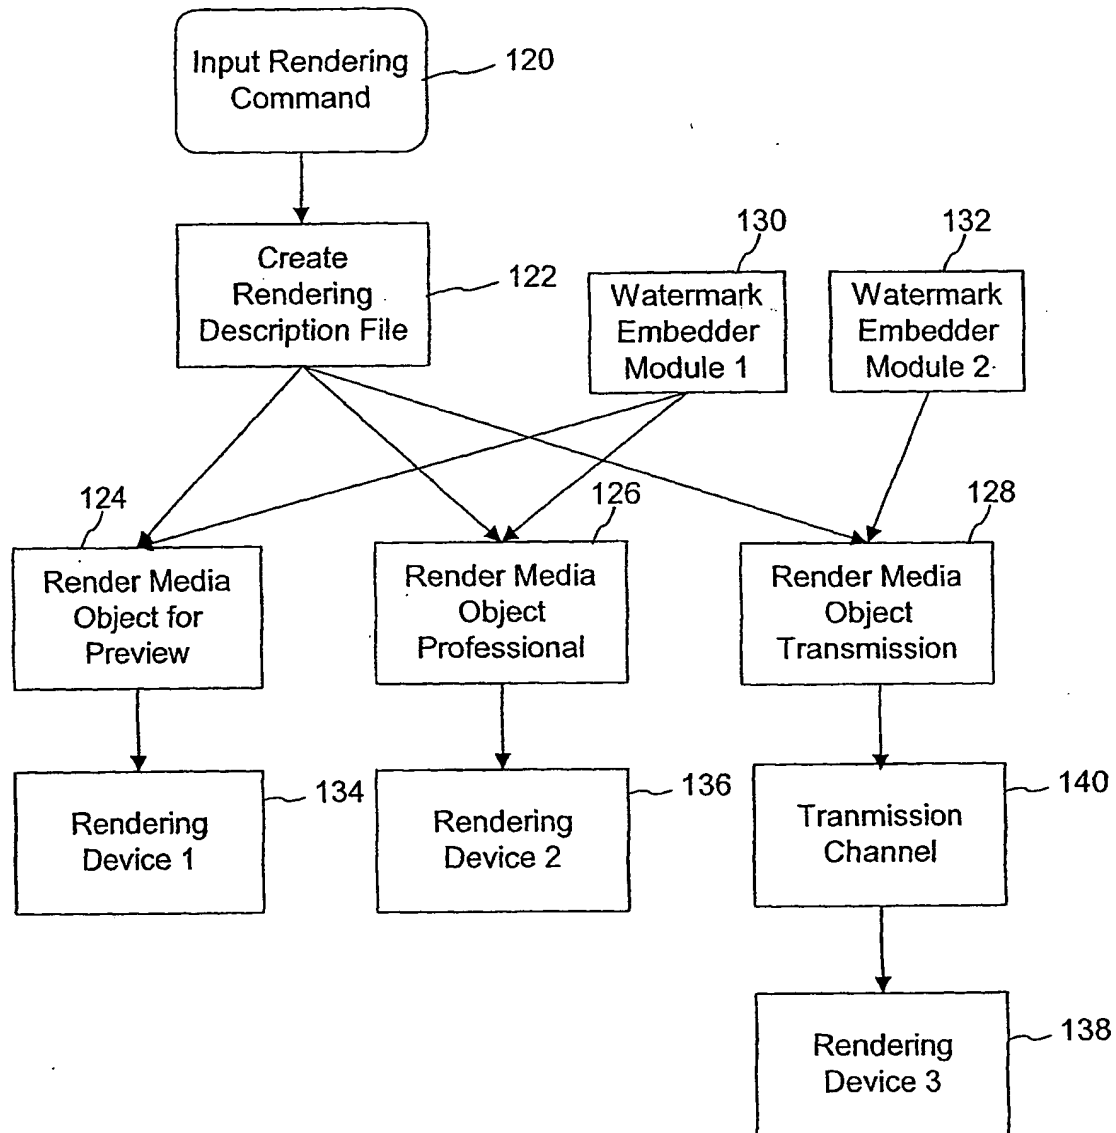 Input Rendering
Command
120
Create
Rendering
Description File
122
130
132
Watermark
Embedder
Module 1
Watermark
Embedder
Module 2
124
126
128
Render Media
Object for
Preview
Render Media
Object
Professional
Render Media
Object
Transmission
Rendering
Device 1
134
Rendering
Device 2
136
Tranmission
Channel
140
Rendering
Device 3
138